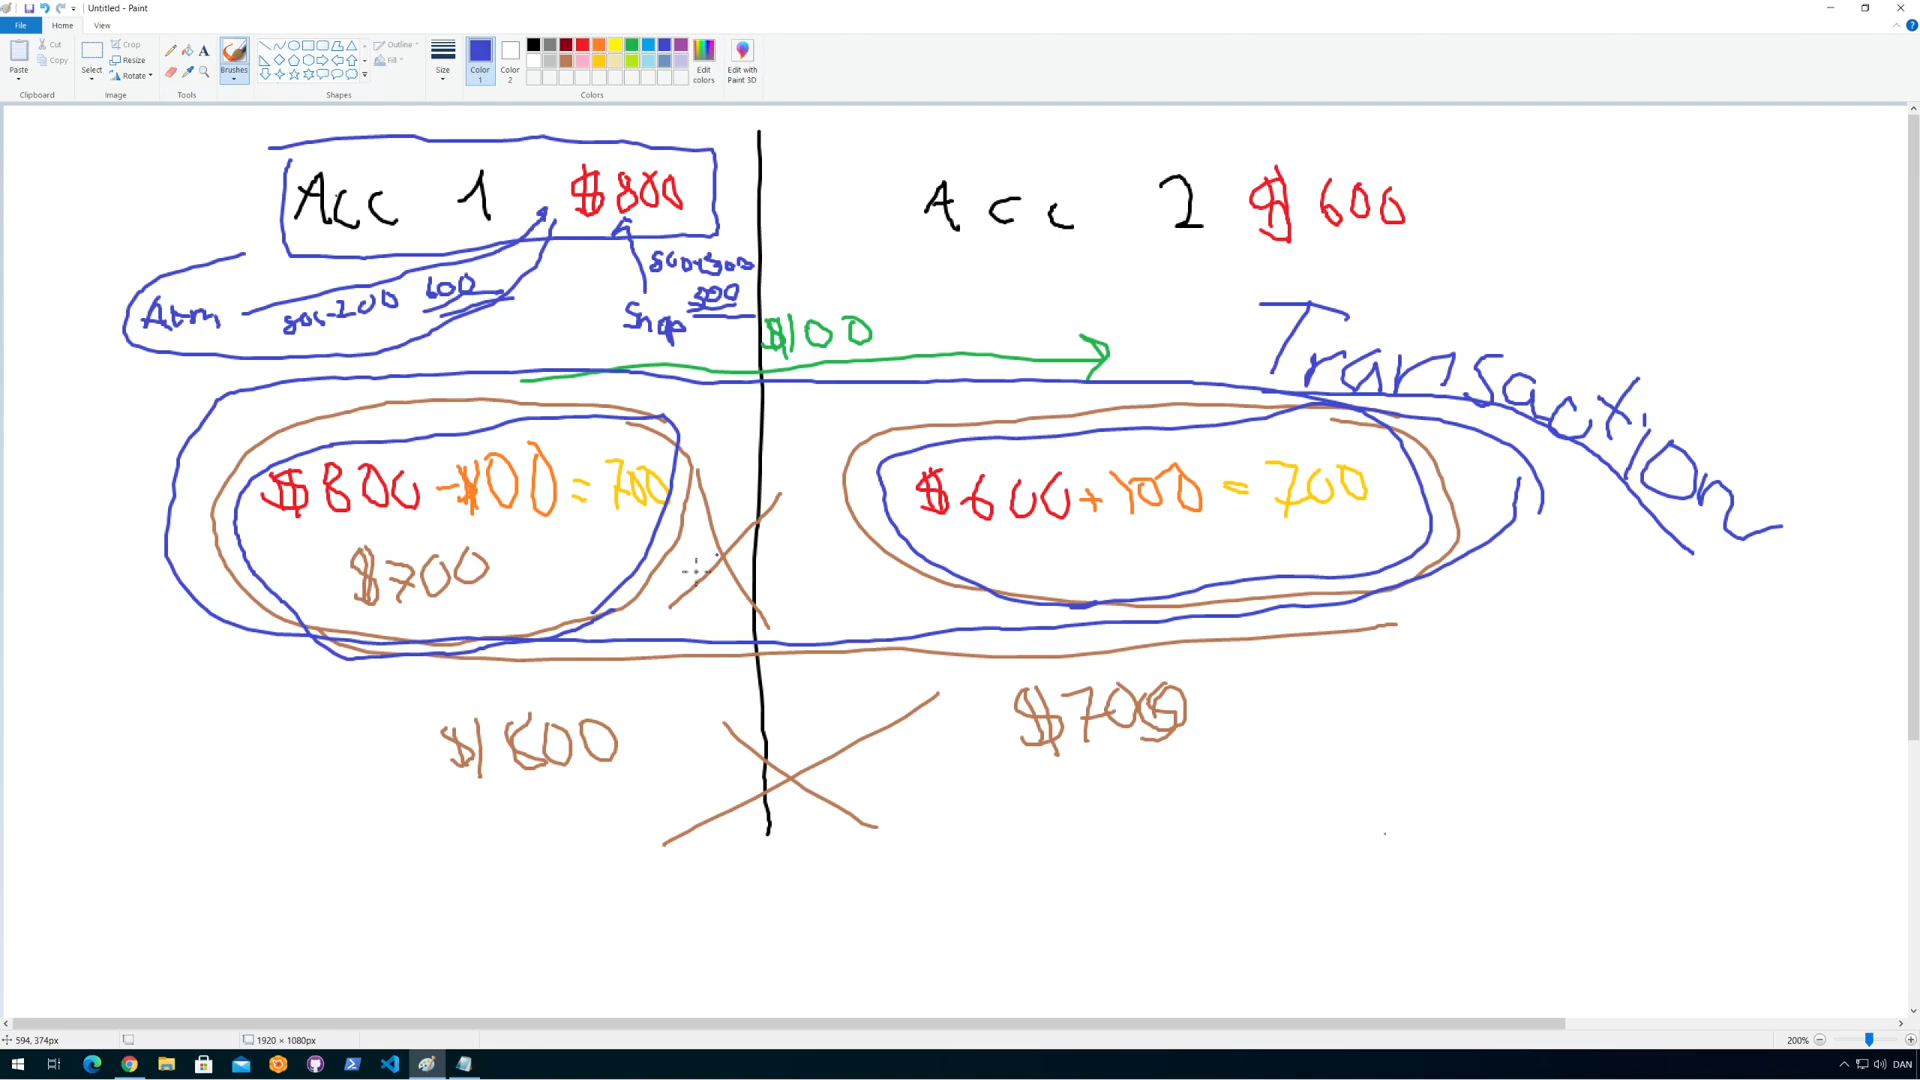 Untitled - Paint
File Home View
Paste
Cut
Copy
Clipboard
Select
Crop
Resize
Rotate
Image
Tools
Brushes
Shapes
Outline
Fill
Size
Color 1
Color 2
Edit colors
Edit with Paint 3D
Colors
Acc 1 $800
Acc 2 $600
Atm
600
Shop
$100
Transaction
$800 - $100 = 700
$600 + 100 = 700
$700
$700
594, 374px
1920 × 1080px
200%
DAN